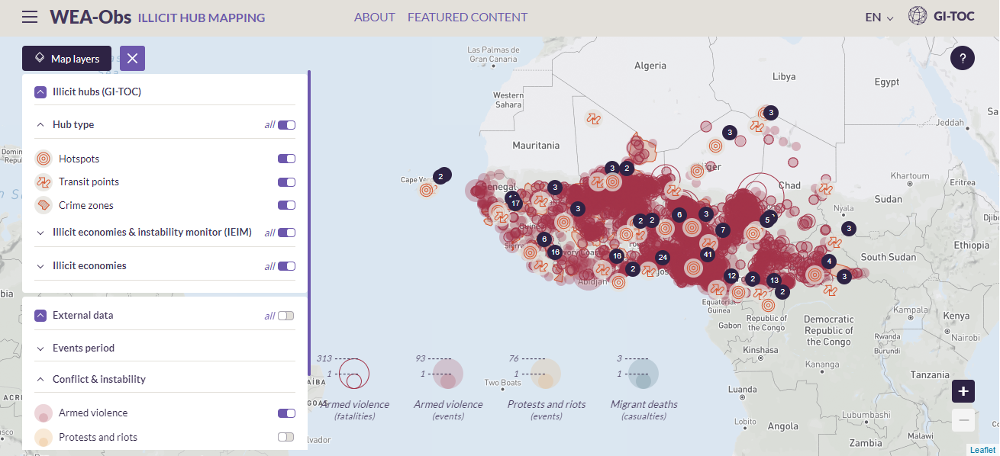 WEA-Obs ILLICIT HUB MAPPING
ABOUT
FEATURED CONTENT
EN
GI-TOC
Map layers
Illicit hubs (GI-TOC)
Hub type
all
Hotspots
Transit points
Crime zones
Illicit economies & instability monitor (IEIM)
all
Illicit economies
all
External data
all
Events period
Conflict & instability
Armed violence
Protests and riots
?
Las Palmas de
Gran Canaria
Algeria
Libya
Egypt
Western
Sahara
Jeddah
Mauritania
Cape Ver
Chad
Khartoum
Eritrea
Sudan
Nyala
Ethiopia
South Sudan
Abidjan
Equatorial
Guinea
Gabon
Republic of
the Congo
Democratic
Republic of
the Congo
Kampala
Kenya
Nairobi
Rwanda
Burundi
Kinshasa
Kananga
Tanzania
Luanda
Lubumbashi
Lobito
Angola
Malawi
Zambia
Two Boats
2
3
3
3
2
3
17
3
2
2
6
3
7
5
3
6
16
16
24
41
2
12
2
13
2
4
3
313
1
Armed violence
(fatalities)
93
1
Armed violence
(events)
76
1
Protests and riots
(events)
3
1
Migrant deaths
(casualties)
+
−
Leaflet